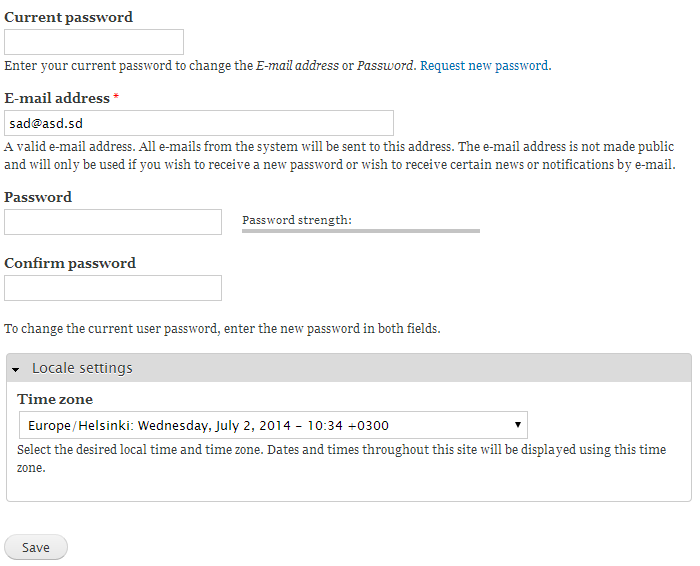 Current password
Enter your current password to change the E-mail address or Password. Request new password.
E-mail address *
sad@asd.sd
A valid e-mail address. All e-mails from the system will be sent to this address. The e-mail address is not made public
and will only be used if you wish to receive a new password or wish to receive certain news or notifications by e-mail.
Password
Password strength:
Confirm password
To change the current user password, enter the new password in both fields.
Locale settings
Time zone
Europe/Helsinki: Wednesday, July 2, 2014 - 10:34 +0300
Select the desired local time and time zone. Dates and times throughout this site will be displayed using this time
zone.
Save